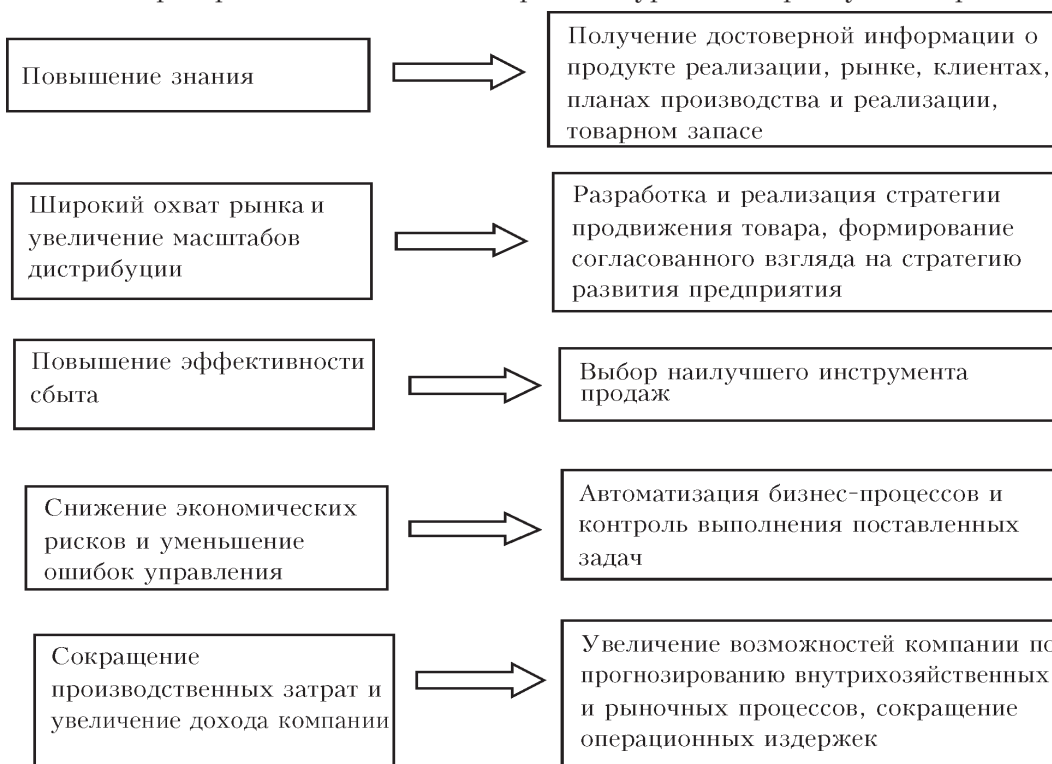 Повышение знания
Получение достоверной информации о
продукте реализации, рынке, клиентах,
планах производства и реализации,
товарном запасе
Широкий охват рынка и
увеличение масштабов
дистрибуции
Разработка и реализация стратегии
продвижения товара, формирование
согласованного взгляда на стратегию
развития предприятия
Повышение эффективности
сбыта
Выбор наилучшего инструмента
продаж
Снижение экономических
рисков и уменьшение
ошибок управления
Автоматизация бизнес-процессов и
контроль выполнения поставленных
задач
Сокращение
производственных затрат и
увеличение дохода компании
Увеличение возможностей компании по
прогнозированию внутрихозяйственных
и рыночных процессов, сокращение
операционных издержек